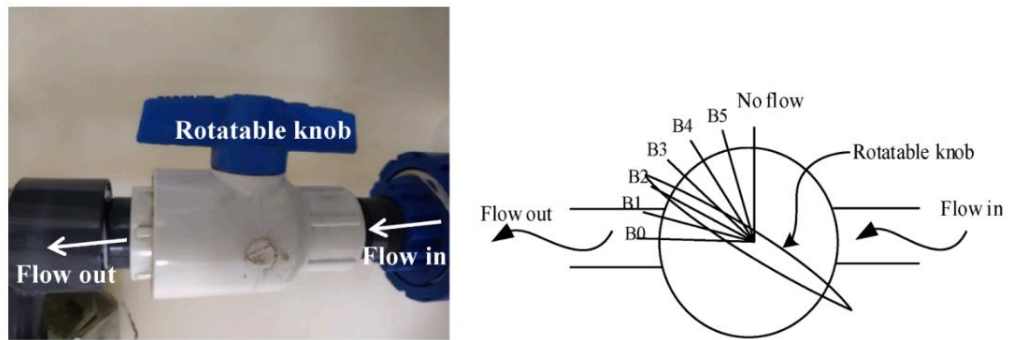 Rotatable knob
Flow in
Flow out
No flow
B5
B4
B3
B2
B1
B0
Rotatable knob
Flow out
Flow in